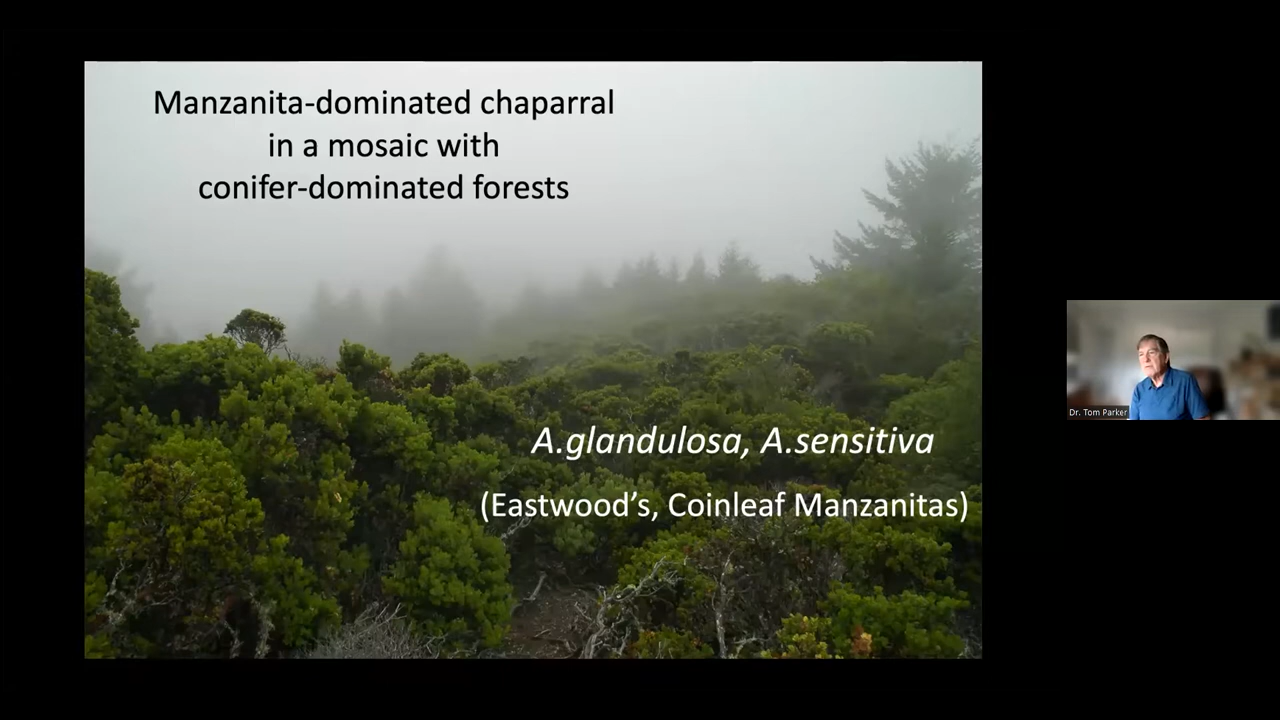 Manzanita-dominated chaparral
in a mosaic with
conifer-dominated forests
A.glandulosa, A.sensitiva
(Eastwood’s, Coinleaf Manzanitas)
Dr. Tom Parker